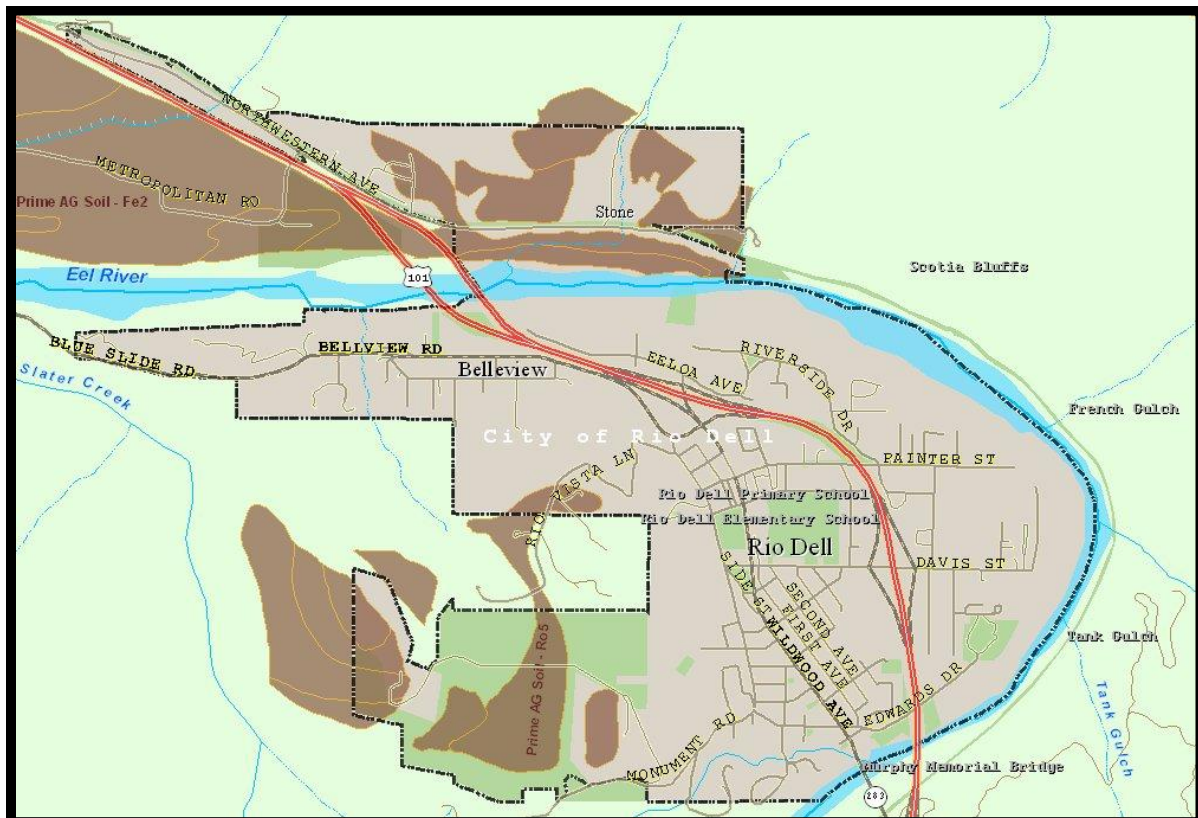 NORTHWESTERN AVE
METROPOLITAN RD
Prime AG Soil - Fe2
Stone
Eel River
101
Scotia Bluffs
BLUE SLIDE RD
BELLVIEW RD
Belleview
EELOA AVE
RIVERSIDE DR
Slater Creek
French Gulch
City of Rio Dell
PAINTER ST
RIO VISTA LN
Rio Dell Primary School
Rio Dell Elementary School
Rio Dell
DAVIS ST
SIDE ST
SECOND AVE
FIRST AVE
WILDWOOD AVE
Tank Gulch
Prime AG Soil - Ro5
EDWARDS DR
Tank Gulch
MONUMENT RD
Murphy Memorial Bridge
283